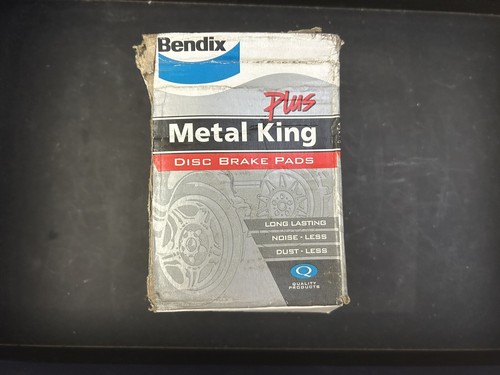 Bendix
Plus
Metal King
DISC BRAKE PADS
LONG LASTING
NOISE - LESS
DUST - LESS
Q
QUALITY
PRODUCTS